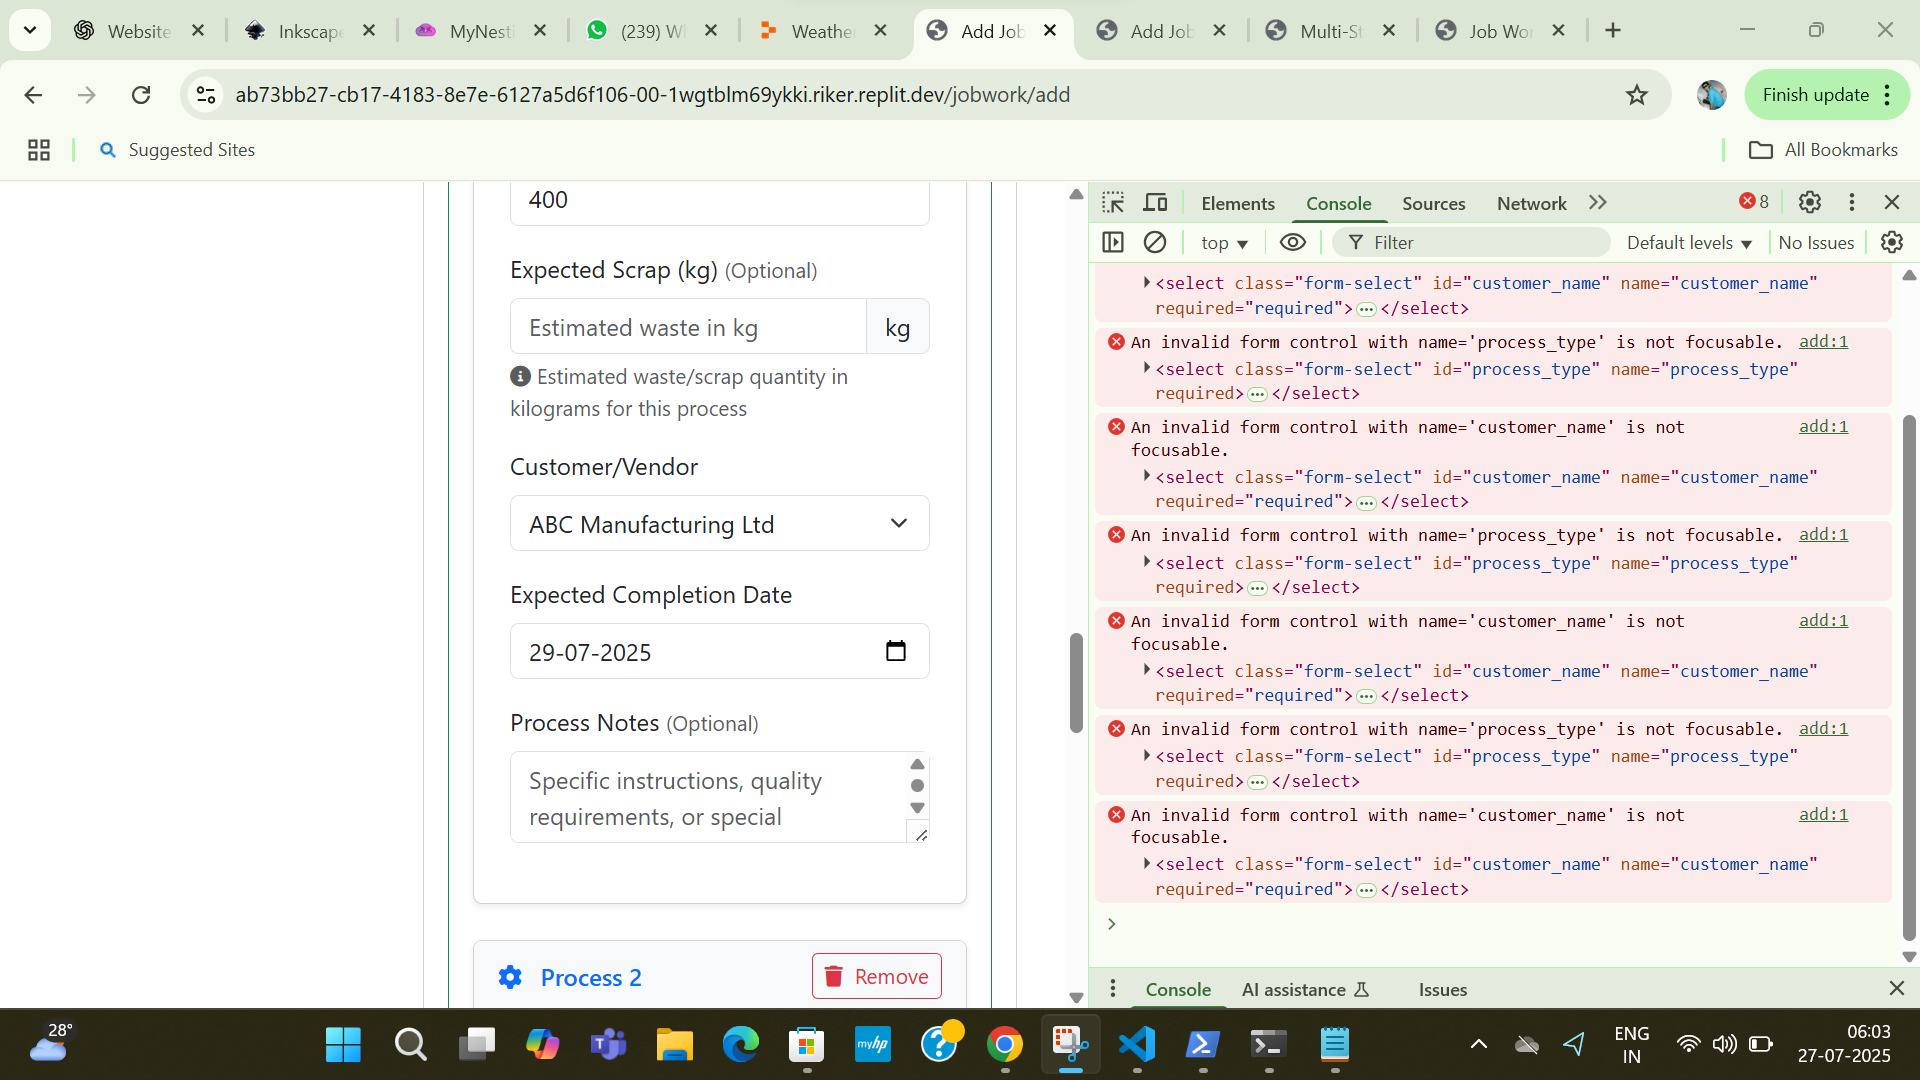 Website
Inkscape
MyNesti
(239) W
Weather
Add Job
Add Job
Multi-St
Job Wor
ab73bb27-cb17-4183-8e7e-6127a5d6f106-00-1wgtblm69ykki.riker.replit.dev/jobwork/add
Finish update
Suggested Sites
All Bookmarks
400
Expected Scrap (kg) (Optional)
Estimated waste in kg
kg
Estimated waste/scrap quantity in
kilograms for this process
Customer/Vendor
ABC Manufacturing Ltd
Expected Completion Date
29-07-2025
Process Notes (Optional)
Specific instructions, quality
requirements, or special
Process 2
Remove
Elements
Console
Sources
Network
8
top
Filter
Default levels
No Issues
<select class="form-select" id="customer_name" name="customer_name"
required="required">…</select>
An invalid form control with name='process_type' is not focusable. add:1
<select class="form-select" id="process_type" name="process_type"
required>…</select>
An invalid form control with name='customer_name' is not add:1
focusable.
<select class="form-select" id="customer_name" name="customer_name"
required="required">…</select>
An invalid form control with name='process_type' is not focusable. add:1
<select class="form-select" id="process_type" name="process_type"
required>…</select>
An invalid form control with name='customer_name' is not add:1
focusable.
<select class="form-select" id="customer_name" name="customer_name"
required="required">…</select>
An invalid form control with name='process_type' is not focusable. add:1
<select class="form-select" id="process_type" name="process_type"
required>…</select>
An invalid form control with name='customer_name' is not add:1
focusable.
<select class="form-select" id="customer_name" name="customer_name"
required="required">…</select>
Console
AI assistance
Issues
28°
myhp
ENG
IN
06:03
27-07-2025